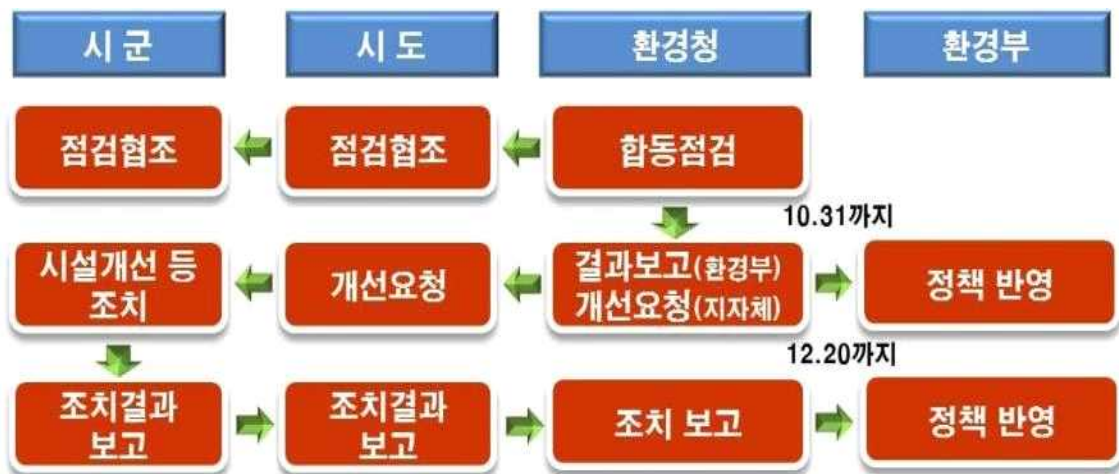 시 군
시 도
환경청
환경부
점검협조
점검협조
합동점검
10.31까지
시설개선 등
조치
개선요청
결과보고(환경부)
개선요청(지자체)
정책 반영
12.20까지
조치결과
보고
조치결과
보고
조치 보고
정책 반영